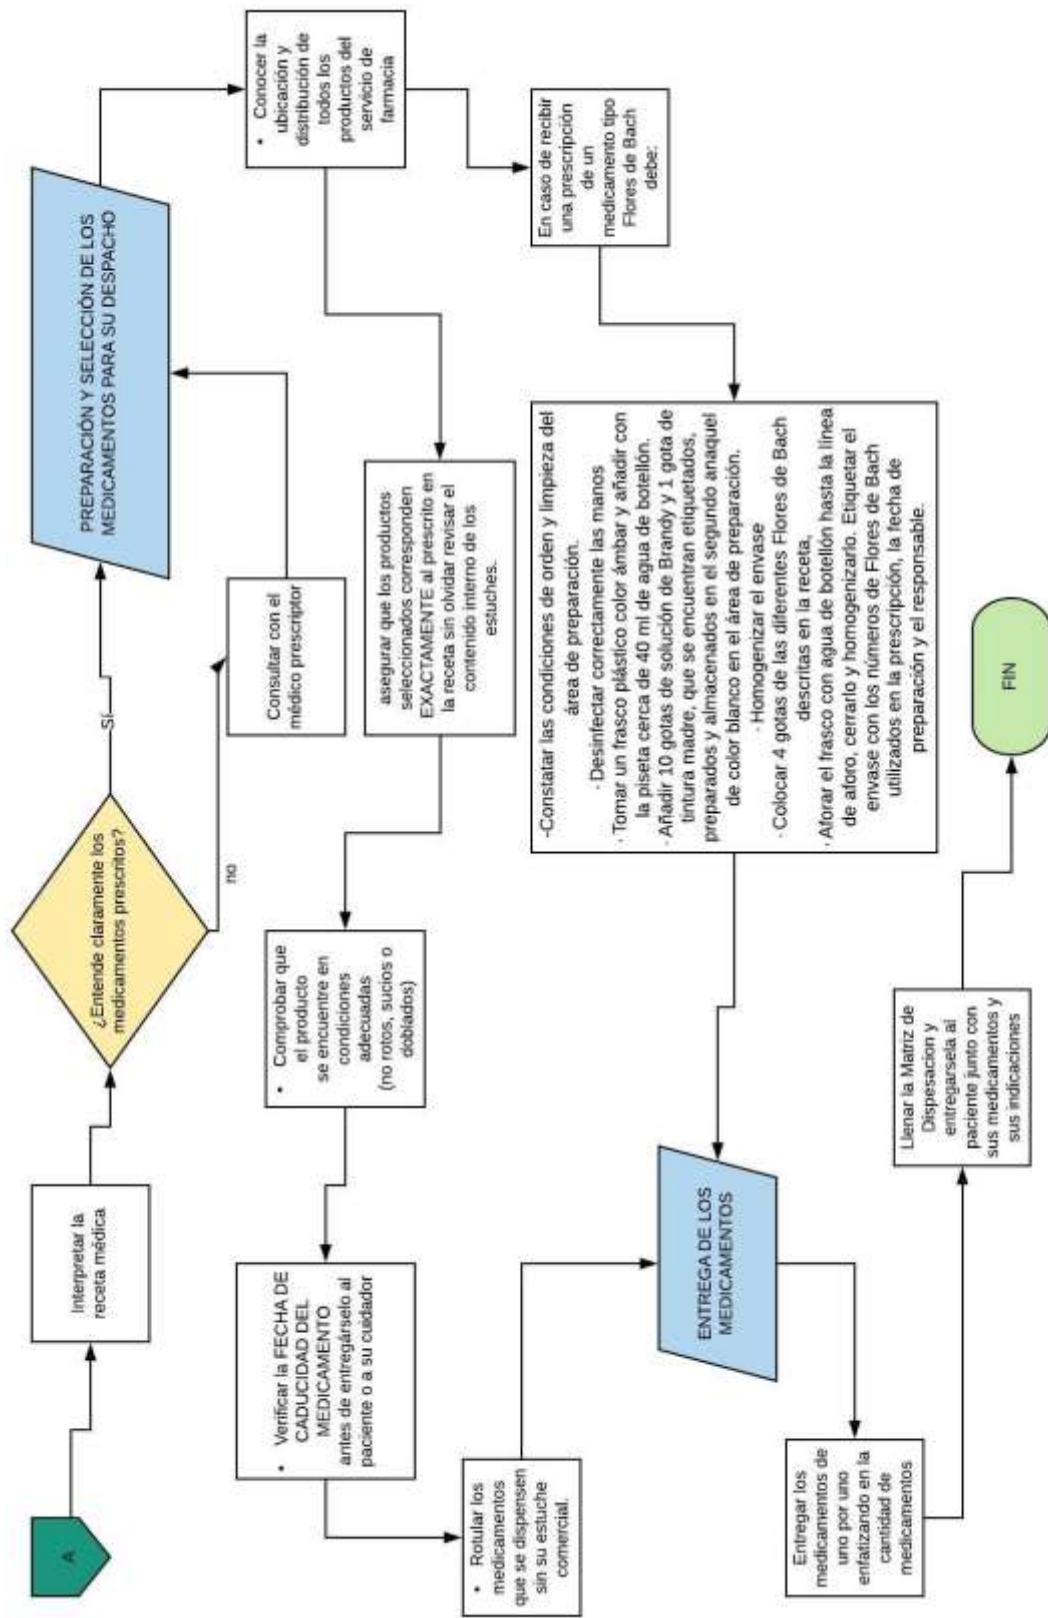 A
Interpretar la
receta médica
¿Entende claramente los
medicamentos prescritos?
Sí
no
Consultar con el
médico prescriptor
PREPARACIÓN Y SELECCIÓN DE LOS
MEDICAMENTOS PARA SU DESPACHO
• Conocer la
ubicación y
distribución de
todos los
productos del
servicio de
farmacia
asegurar que los productos
seleccionados corresponden
EXACTAMENTE al prescrito en
la receta sin olvidar revisar el
contenido interno de los
estuches.
• Comprobar que
el producto
se encuentre en
condiciones
adecuadas
(no rotos, sucios o
doblados)
• Verificar la FECHA DE
CADUCIDAD DEL
MEDICAMENTO
antes de entregárselo al
paciente o a su cuidador
• Rotular los
medicamentos
que se dispensen
sin su estuche
comercial.
En caso de recibir
una prescripción
de un
medicamento tipo
Flores de Bach
debe:
-Constatar las condiciones de orden y limpieza del
área de preparación.
· Desinfectar correctamente las manos
· Tomar un frasco plástico color ámbar y añadir con
la piseta cerca de 40 ml de agua de botellón.
· Añadir 10 gotas de solución de Brandy y 1 gota de
tintura madre, que se encuentran etiquetados,
preparados y almacenados en el segundo anaquel
de color blanco en el área de preparación.
· Homogenizar el envase
· Colocar 4 gotas de las diferentes Flores de Bach
descritas en la receta,
· Aforar el frasco con agua de botellón hasta la línea
de aforo, cerrarlo y homogenizarlo. Etiquetar el
envase con los números de Flores de Bach
utilizados en la prescripción, la fecha de
preparación y el responsable.
ENTREGA DE LOS
MEDICAMENTOS
Entregar los
medicamentos de
uno por uno
enfatizando en la
cantidad de
medicamentos
Llenar la Matriz de
Dispesacion y
entregarsela al
paciente junto con
sus medicamentos y
sus indicaciones
FIN